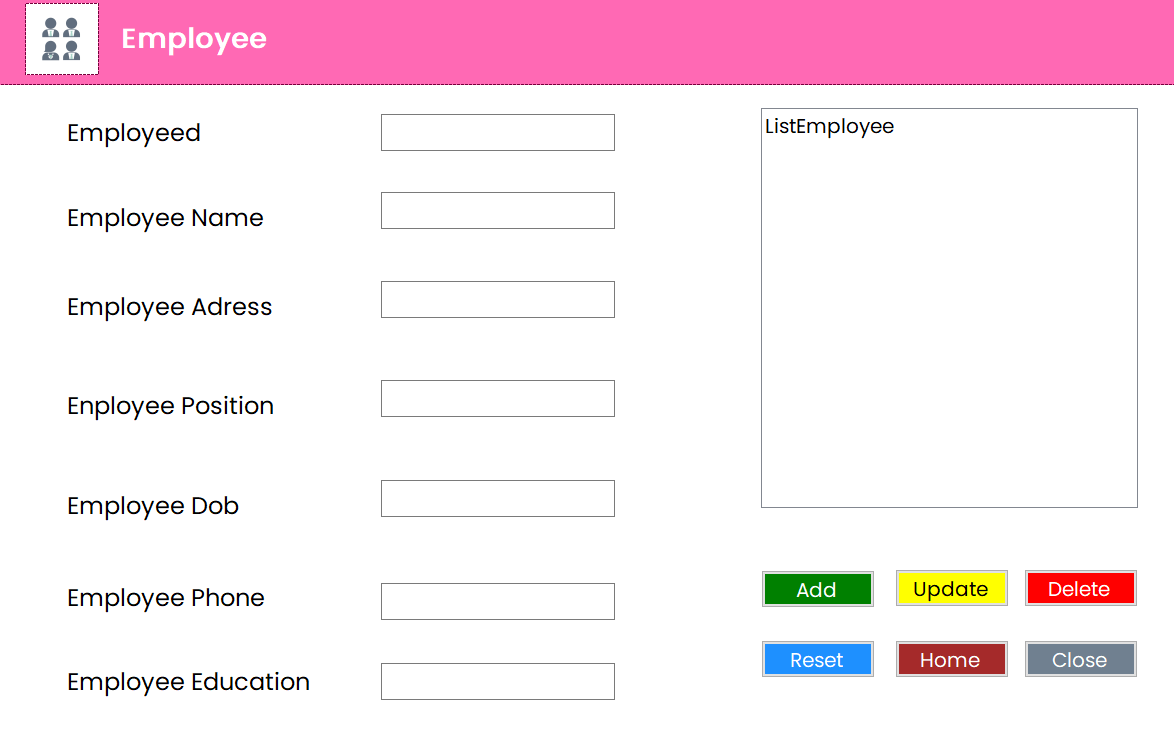 Employee
Employeed
Employee Name
Employee Adress
Enployee Position
Employee Dob
Employee Phone
Employee Education
ListEmployee
Add
Update
Delete
Reset
Home
Close